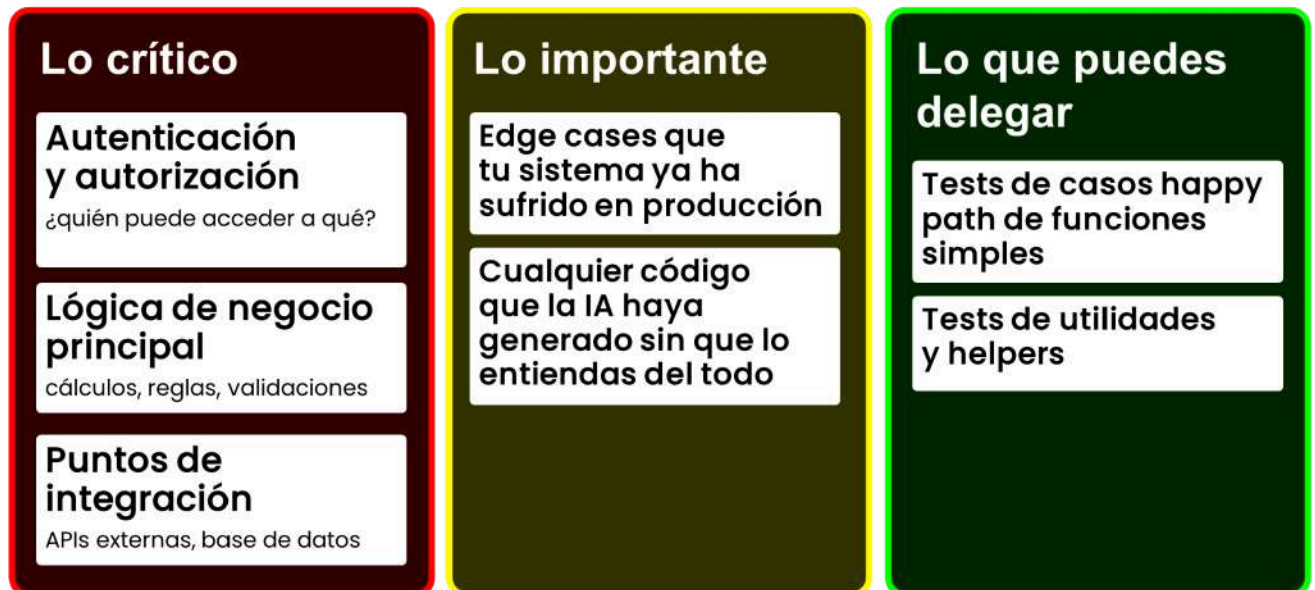 Lo crítico
Autenticación
y autorización
¿quién puede acceder a qué?
Lógica de negocio
principal
cálculos, reglas, validaciones
Puntos de
integración
APIs externas, base de datos
Lo importante
Edge cases que
tu sistema ya ha
sufrido en producción
Cualquier código
que la IA haya
generado sin que lo
entiendas del todo
Lo que puedes
delegar
Tests de casos happy
path de funciones
simples
Tests de utilidades
y helpers